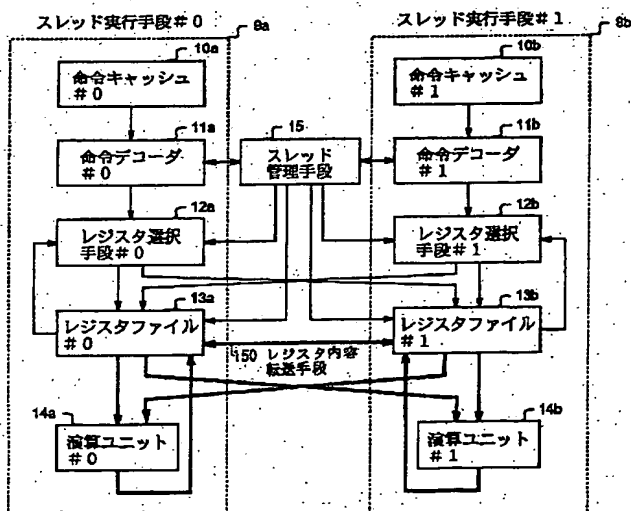 スレッド実行手段＃0
9a
スレッド実行手段＃1
9b
10a
命令キャッシュ
＃0
10b
命令キャッシュ
＃1
11a
命令デコーダ
＃0
15
スレッド
管理手段
11b
命令デコーダ
＃1
12a
レジスタ選択
手段＃0
12b
レジスタ選択
手段＃1
13a
レジスタファイル
＃0
150 レジスタ内容
転送手段
13b
レジスタファイル
＃1
14a
演算ユニット
＃0
14b
演算ユニット
＃1